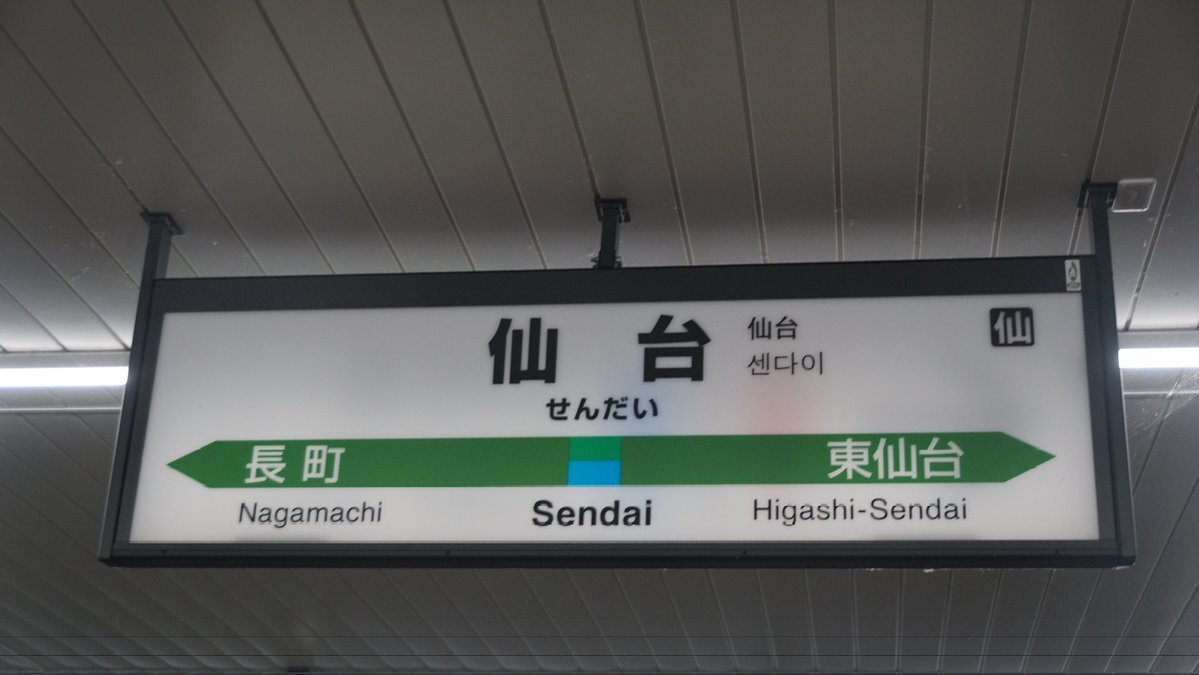 仙台
仙台
센다이
仙
せんだい
長町
東仙台
Nagamachi
Sendai
Higashi-Sendai